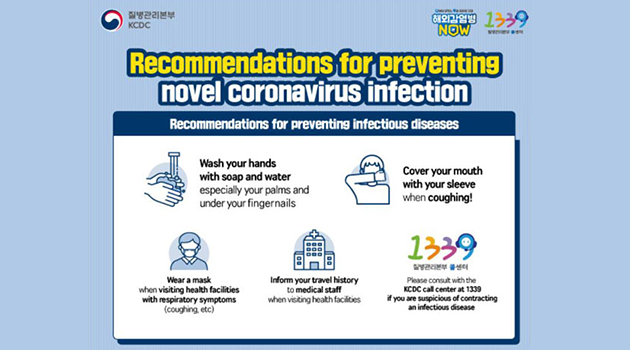 질병관리본부
KCDC
해외감염병
NOW
1339
질병관리본부 콜센터
Recommendations for preventing
novel coronavirus infection
Recommendations for preventing infectious diseases
Wash your hands
with soap and water
especially your palms and
under your fingernails
Cover your mouth
with your sleeve
when coughing!
Wear a mask
when visiting health facilities
with respiratory symptoms
(coughing, etc)
Inform your travel history
to medical staff
when visiting health facilities
1339
질병관리본부 콜센터
Please consult with the
KCDC call center at 1339
if you are suspicious of contracting
an infectious disease